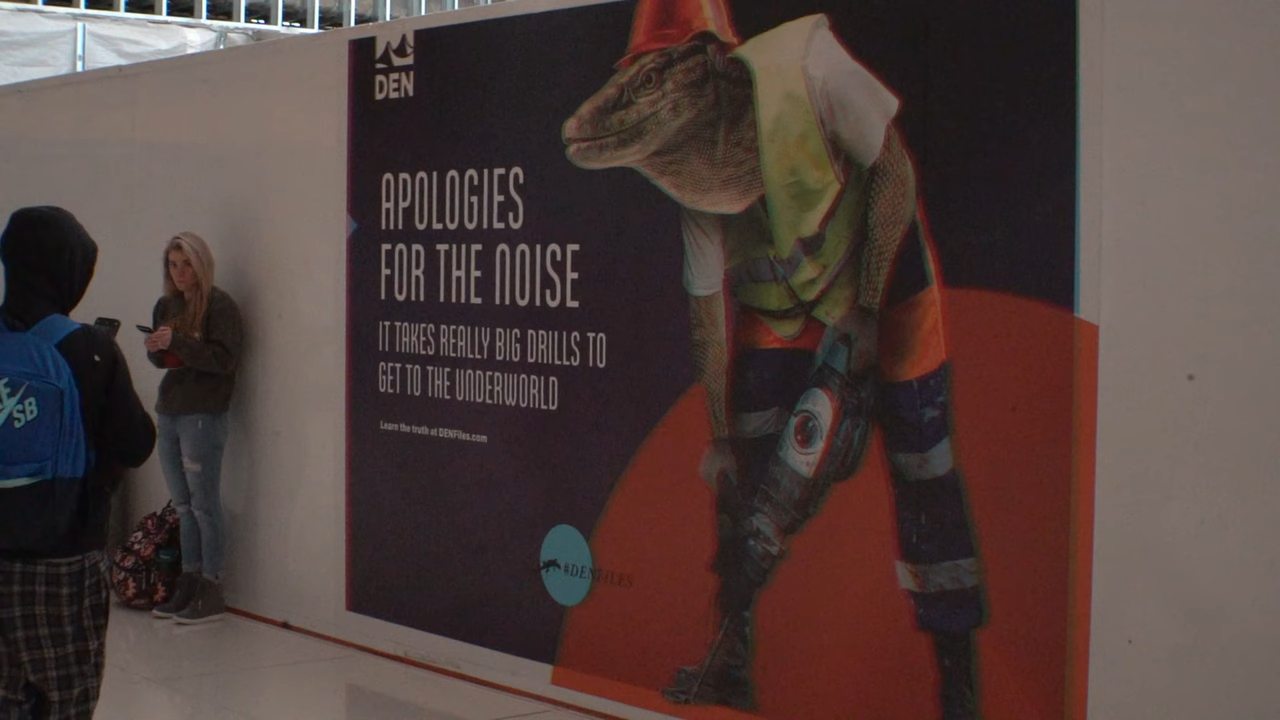 DEN
APOLOGIES
FOR THE NOISE
IT TAKES REALLY BIG DRILLS TO
GET TO THE UNDERWORLD
Learn the truth at DENFiles.com
#DENFILES
SB